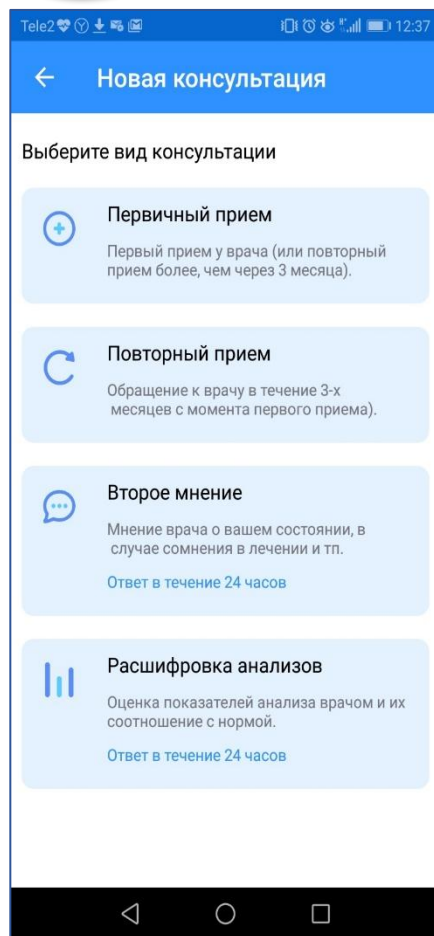 Tele2 12:37
Новая консультация
Выберите вид консультации
Первичный прием
Первый прием у врача (или повторный
прием более, чем через 3 месяца).
Повторный прием
Обращение к врачу в течение 3-х
месяцев с момента первого приема).
Второе мнение
Мнение врача о вашем состоянии, в
случае сомнения в лечении и тп.
Ответ в течение 24 часов
Расшифровка анализов
Оценка показателей анализа врачом и их
соотношение с нормой.
Ответ в течение 24 часов